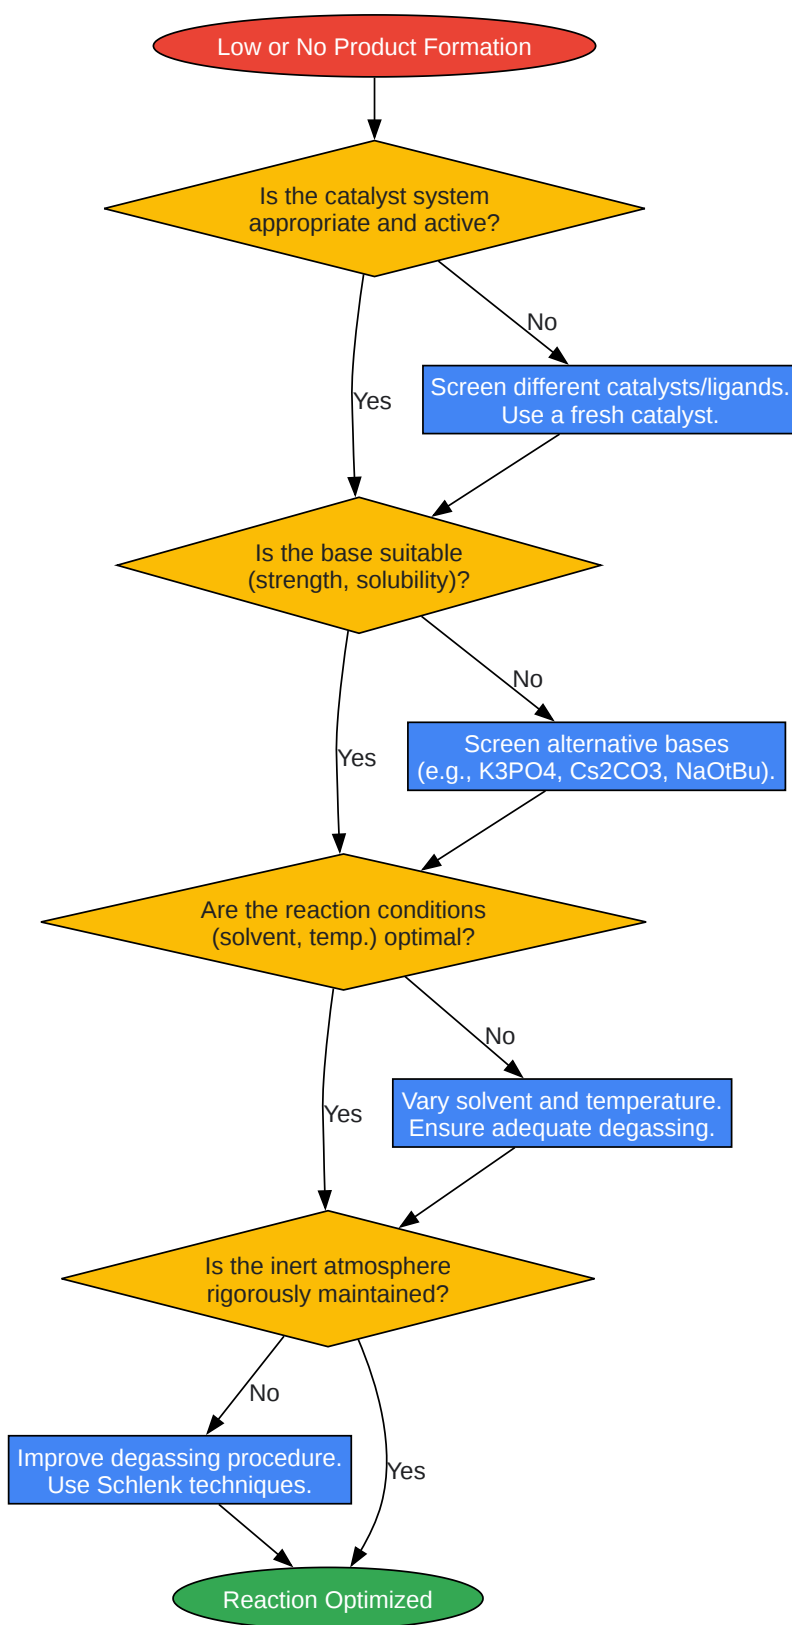 Low or No Product Formation
Is the catalyst system
appropriate and active?
No
Yes
Screen different catalysts/ligands.
Use a fresh catalyst.
Is the base suitable
(strength, solubility)?
No
Yes
Screen alternative bases
(e.g., K3PO4, Cs2CO3, NaOtBu).
Are the reaction conditions
(solvent, temp.) optimal?
No
Yes
Vary solvent and temperature.
Ensure adequate degassing.
Is the inert atmosphere
rigorously maintained?
No
Yes
Improve degassing procedure.
Use Schlenk techniques.
Reaction Optimized